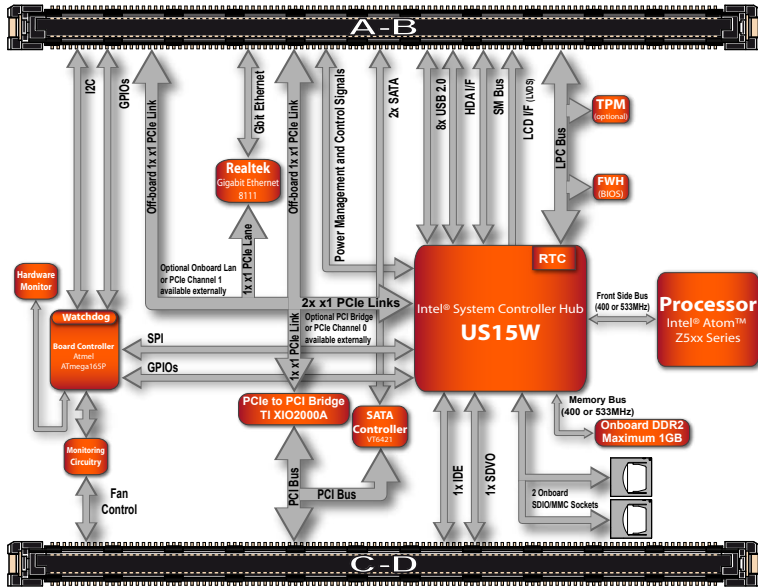 A-B
I2C
GPIOs
Off-board 1x x1 PCIe Link
Gbit Ethernet
Off-board 1x x1 PCIe Link
Power Management and Control Signals
2x SATA
8x USB 2.0
HDA I/F
SM Bus
LCD I/F (LVDS)
LPC Bus
TPM
(optional)
FWH
(BIOS)
Realtek
Gigabit Ethernet
8111
1x x1 PCIe Lane
Optional Onboard Lan
or PCIe Channel 1
available externally
Hardware
Monitor
RTC
2x x1 PCIe Links
Optional PCI Bridge
or PCIe Channel 0
available externally
1x x1 PCIe Link
Intel® System Controller Hub
US15W
Front Side Bus
(400 or 533MHz)
Processor
Intel® Atom™
Z5xx Series
Watchdog
Board Controller
Atmel
ATmega165P
SPI
GPIOs
PCIe to PCI Bridge
TI XIO2000A
SATA
Controller
VT6421
Memory Bus
(400 or 533MHz)
Onboard DDR2
Maximum 1GB
Monitoring
Circuitry
Fan
Control
PCI Bus
PCI Bus
1x IDE
1x SDVO
2 Onboard
SDIO/MMC Sockets
C-D